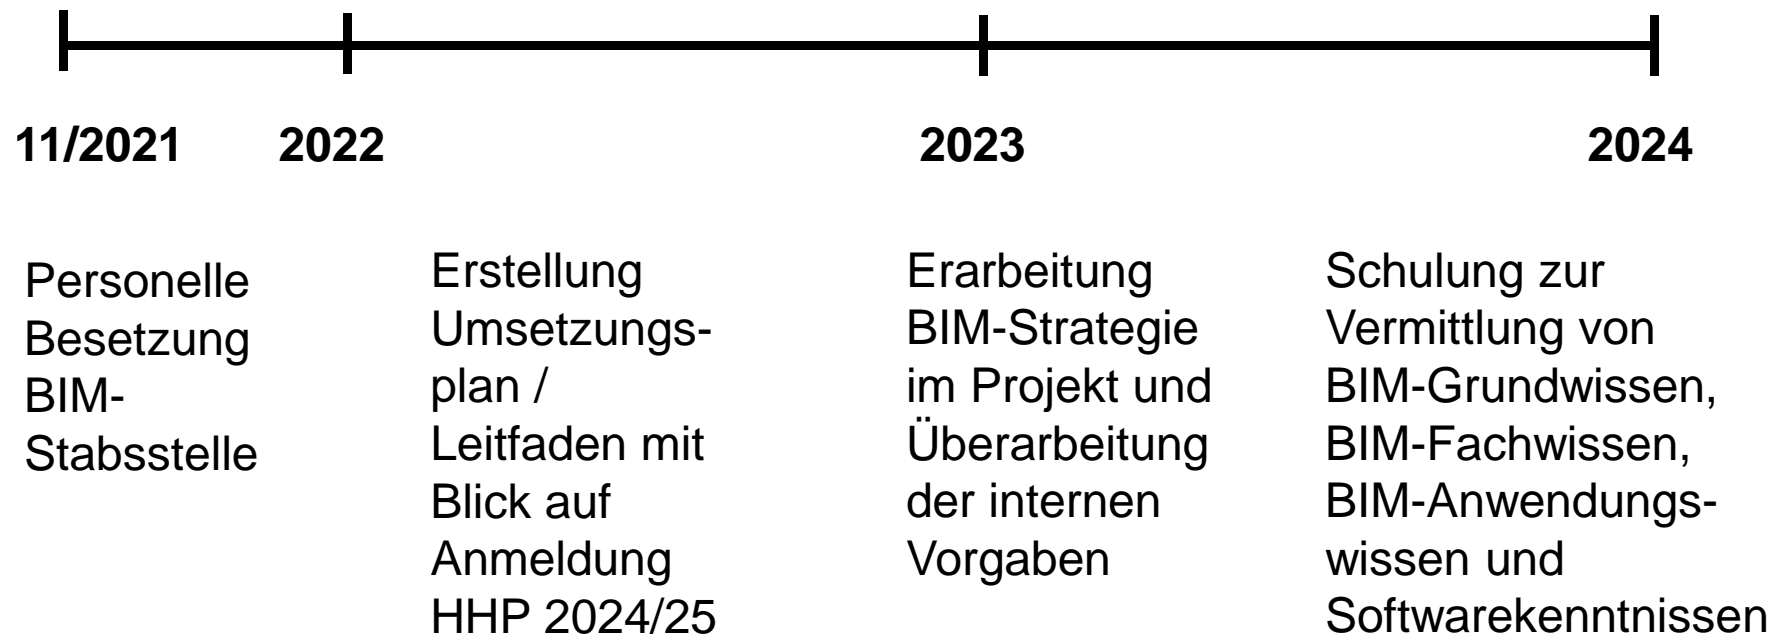 11/2021
2022
2023
2024
Personelle
Besetzung
BIM-
Stabsstelle
Erstellung
Umsetzungs-
plan /
Leitfaden mit
Blick auf
Anmeldung
HHP 2024/25
Erarbeitung
BIM-Strategie
im Projekt und
Überarbeitung
der internen
Vorgaben
Schulung zur
Vermittlung von
BIM-Grundwissen,
BIM-Fachwissen,
BIM-Anwendungs-
wissen und
Softwarekenntnissen